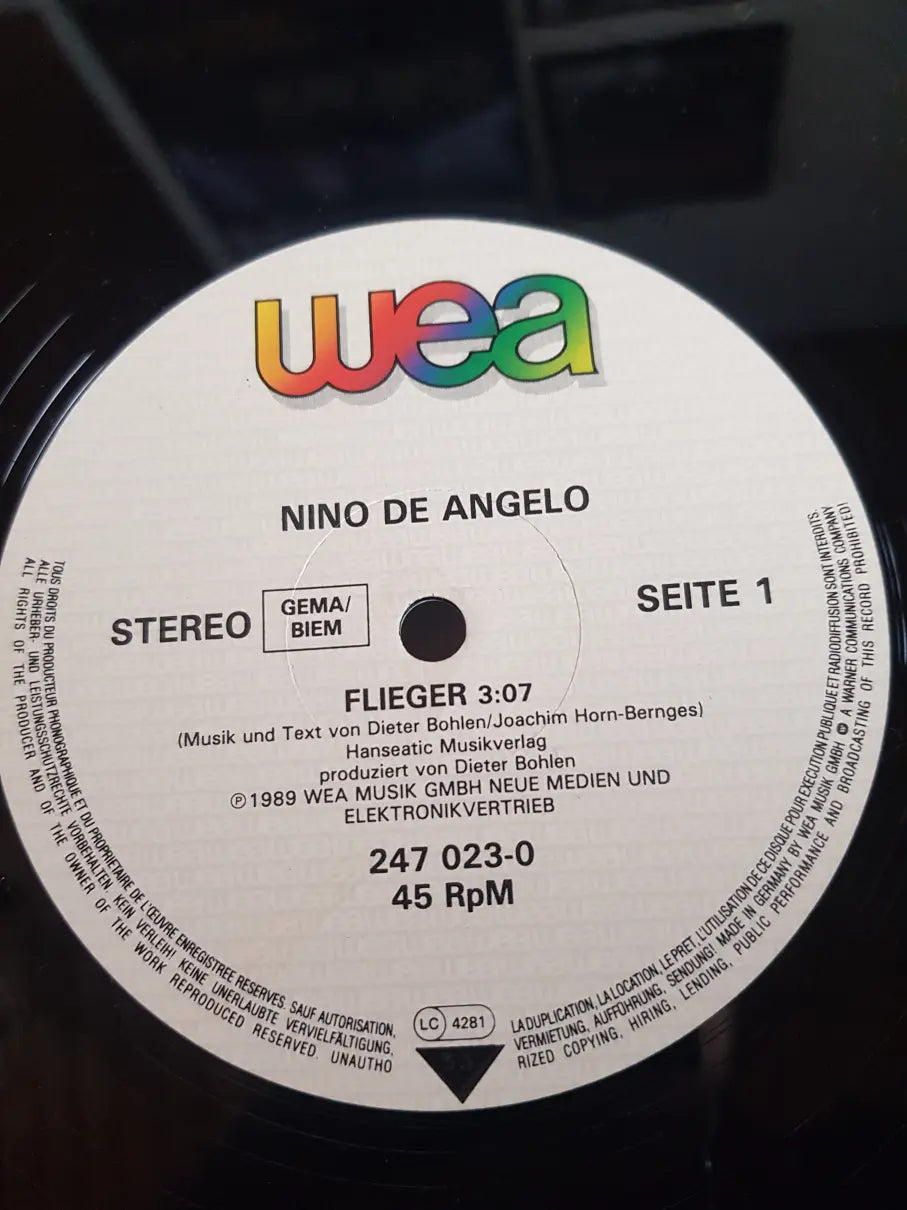 wea
NINO DE ANGELO
STEREO
GEMA/
BIEM
SEITE 1
FLIEGER 3:07
(Musik und Text von Dieter Bohlen/Joachim Horn-Bernges)
Hanseatic Musikverlag
produziert von Dieter Bohlen
℗ 1989 WEA MUSIK GMBH NEUE MEDIEN UND
ELEKTRONIKVERTRIEB
247 023-0
45 RpM
TOUS DROITS DU PRODUCTEUR PHONOGRAPHIQUE ET DU PROPRIETAIRE DE L'ŒUVRE ENREGISTREE RESERVES. SAUF AUTORISATION,
ALLE URHEBER- UND LEISTUNGSSCHUTZRECHTE VORBEHALTEN. KEIN VERLEIH! KEINE UNERLAUBTE VERVIELFÄLTIGUNG,
ALL RIGHTS OF THE PRODUCER AND OF THE OWNER OF THE WORK REPRODUCED RESERVED. UNAUTHO
LC 4281
LA DUPLICATION, LA LOCATION, LE PRET, L'UTILISATION DE CE DISQUE POUR EXECUTION PUBLIQUE ET RADIODIFFUSION SONT INTERDITS.
VERMIETUNG, AUFFÜHRUNG, SENDUNG! MADE IN GERMANY BY WEA MUSIK GMBH A WARNER COMMUNICATIONS COMPANY
RIZED COPYING, HIRING, LENDING, PUBLIC PERFORMANCE AND BROADCASTING OF THIS RECORD PROHIBITED!